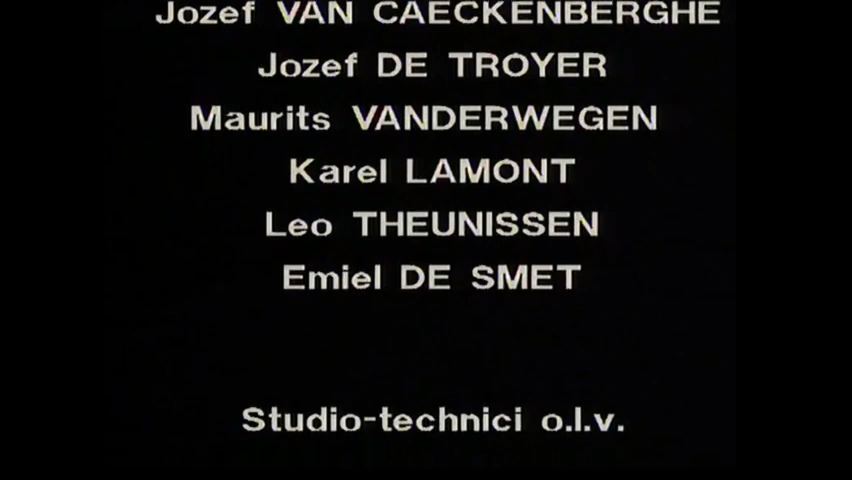 Jozef VAN CAECKENBERGHE
Jozef DE TROYER
Maurits VANDERWEGEN
Karel LAMONT
Leo THEUNISSEN
Emiel DE SMET
Studio-technici o.l.v.